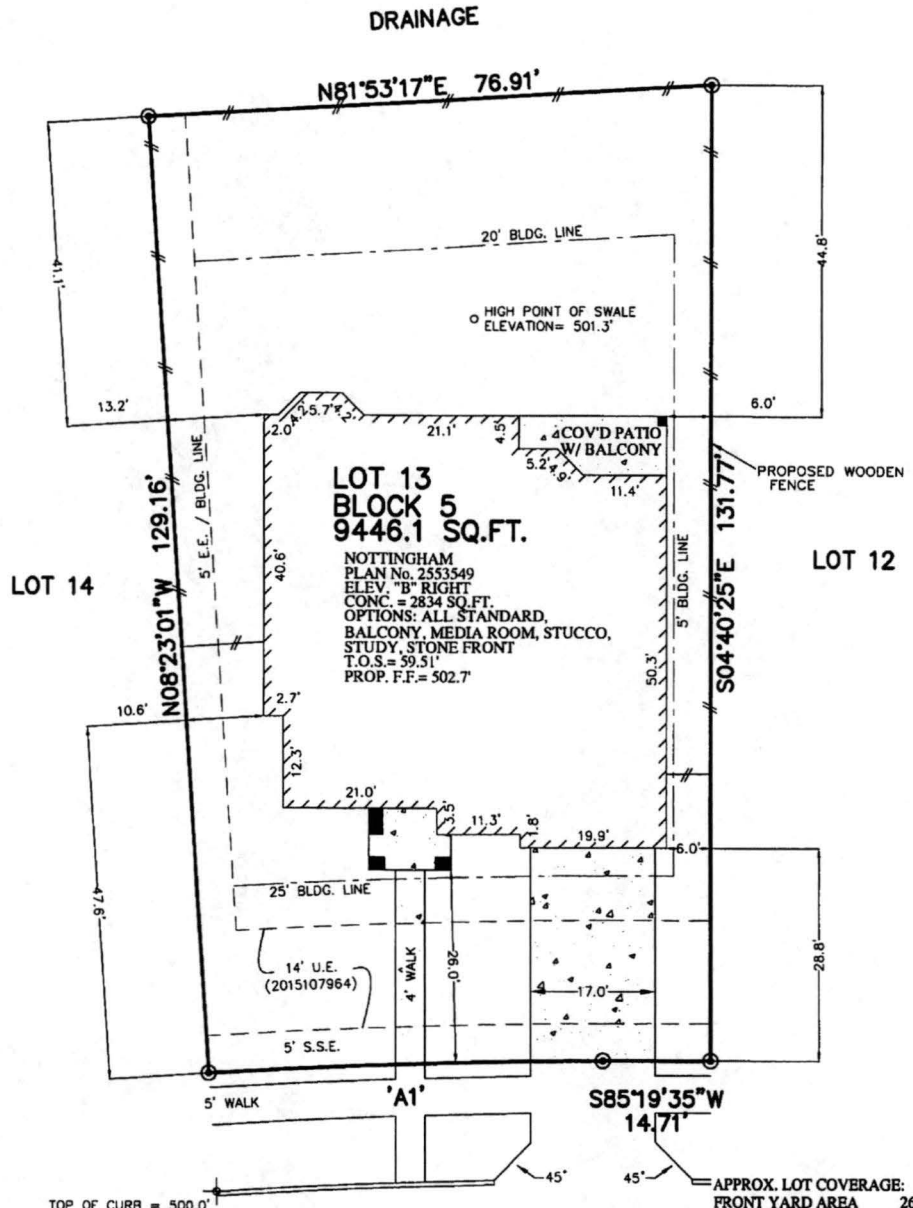 DRAINAGE
N81°53'17"E 76.91'
41.1'
44.8'
20' BLDG. LINE
HIGH POINT OF SWALE
ELEVATION= 501.3'
13.2'
6.0'
2.0'
4.2'
5.7'
4.2'
21.1'
4.5'
COV'D PATIO
W/ BALCONY
5.2'
4.9'
11.4'
PROPOSED WOODEN
FENCE
5' E.E. / BLDG. LINE
N08°23'01"W 129.16'
LOT 13
BLOCK 5
9446.1 SQ.FT.
NOTTINGHAM
PLAN No. 2553549
ELEV. "B" RIGHT
CONC. = 2834 SQ.FT.
OPTIONS: ALL STANDARD,
BALCONY, MEDIA ROOM, STUCCO,
STUDY, STONE FRONT
T.O.S.= 59.51'
PROP. F.F.= 502.7'
LOT 14
40.6'
5' BLDG. LINE
50.3'
S04°40'25"E 131.77'
LOT 12
10.6'
2.7'
12.3'
21.0'
3.5'
11.3'
1.8'
19.9'
6.0'
47.6'
25' BLDG. LINE
14' U.E.
(2015107964)
4' WALK
26.0'
17.0'
28.8'
5' S.S.E.
5' WALK
'A1'
S85°19'35"W
14.71'
45°
45°
TOP OF CURB = 500.0'
APPROX. LOT COVERAGE:
FRONT YARD AREA 26